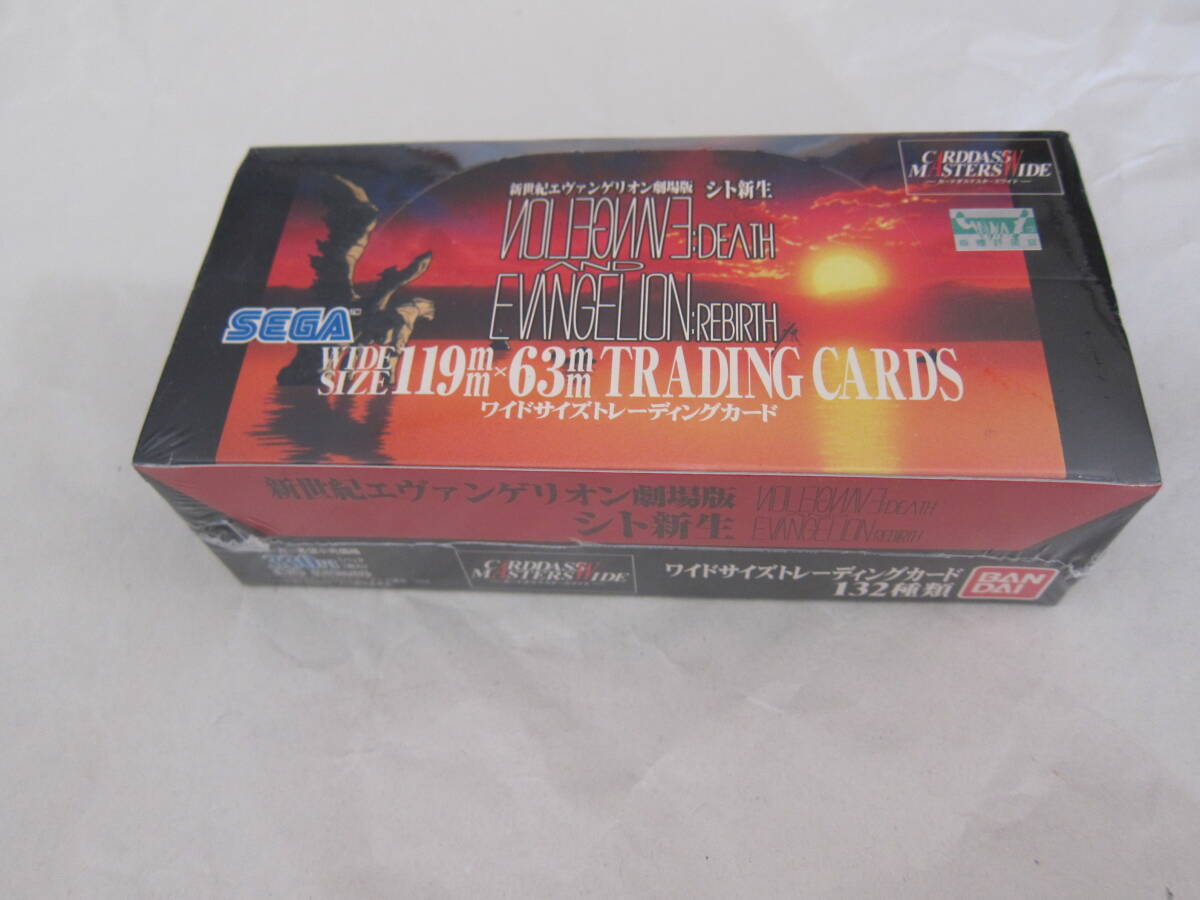 CARDDASS
MASTERS WIDE
カードダスマスターズワイド
新世紀エヴァンゲリオン劇場版 シト新生
EVANGELION:DEATH
AND
EVANGELION:REBIRTH
SEGA™
WIDE SIZE 119mm×63mm TRADING CARDS
ワイドサイズトレーディングカード
新世紀エヴァンゲリオン劇場版
シト新生
EVANGELION:DEATH
EVANGELION:REBIRTH
CARDDASS
MASTERS WIDE
ワイドサイズトレーディングカード
132種類
BAN
DAI